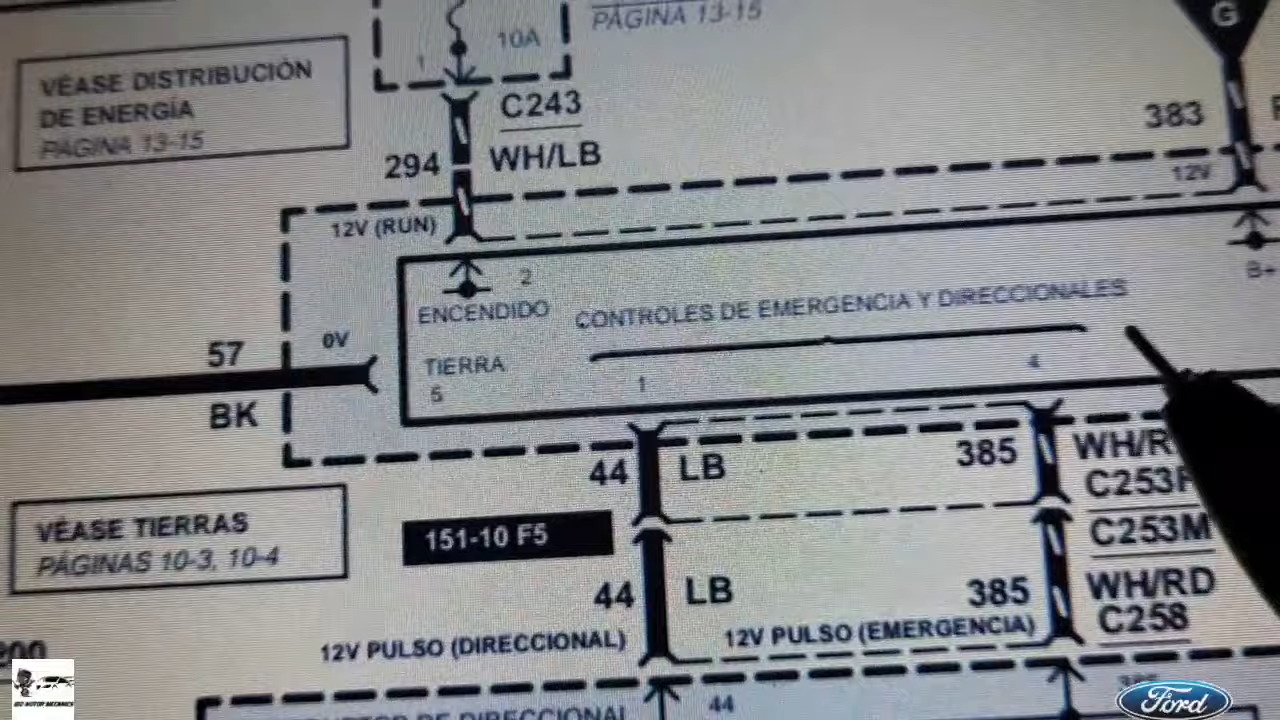 PÁGINA 13-15
G
10A
1
VÉASE DISTRIBUCIÓN
DE ENERGÍA
PÁGINA 13-15
C243
383
294
WH/LB
12V
12V (RUN)
2
B+
ENCENDIDO
CONTROLES DE EMERGENCIA Y DIRECCIONALES
0V
57
TIERRA
5
1
4
BK
44
LB
385
WH/R
C253F
VÉASE TIERRAS
PÁGINAS 10-3, 10-4
151-10 F5
C253M
44
LB
385
WH/RD
C258
12V PULSO (DIRECCIONAL)
12V PULSO (EMERGENCIA)
44
DE DIRECCIONAL
Ford